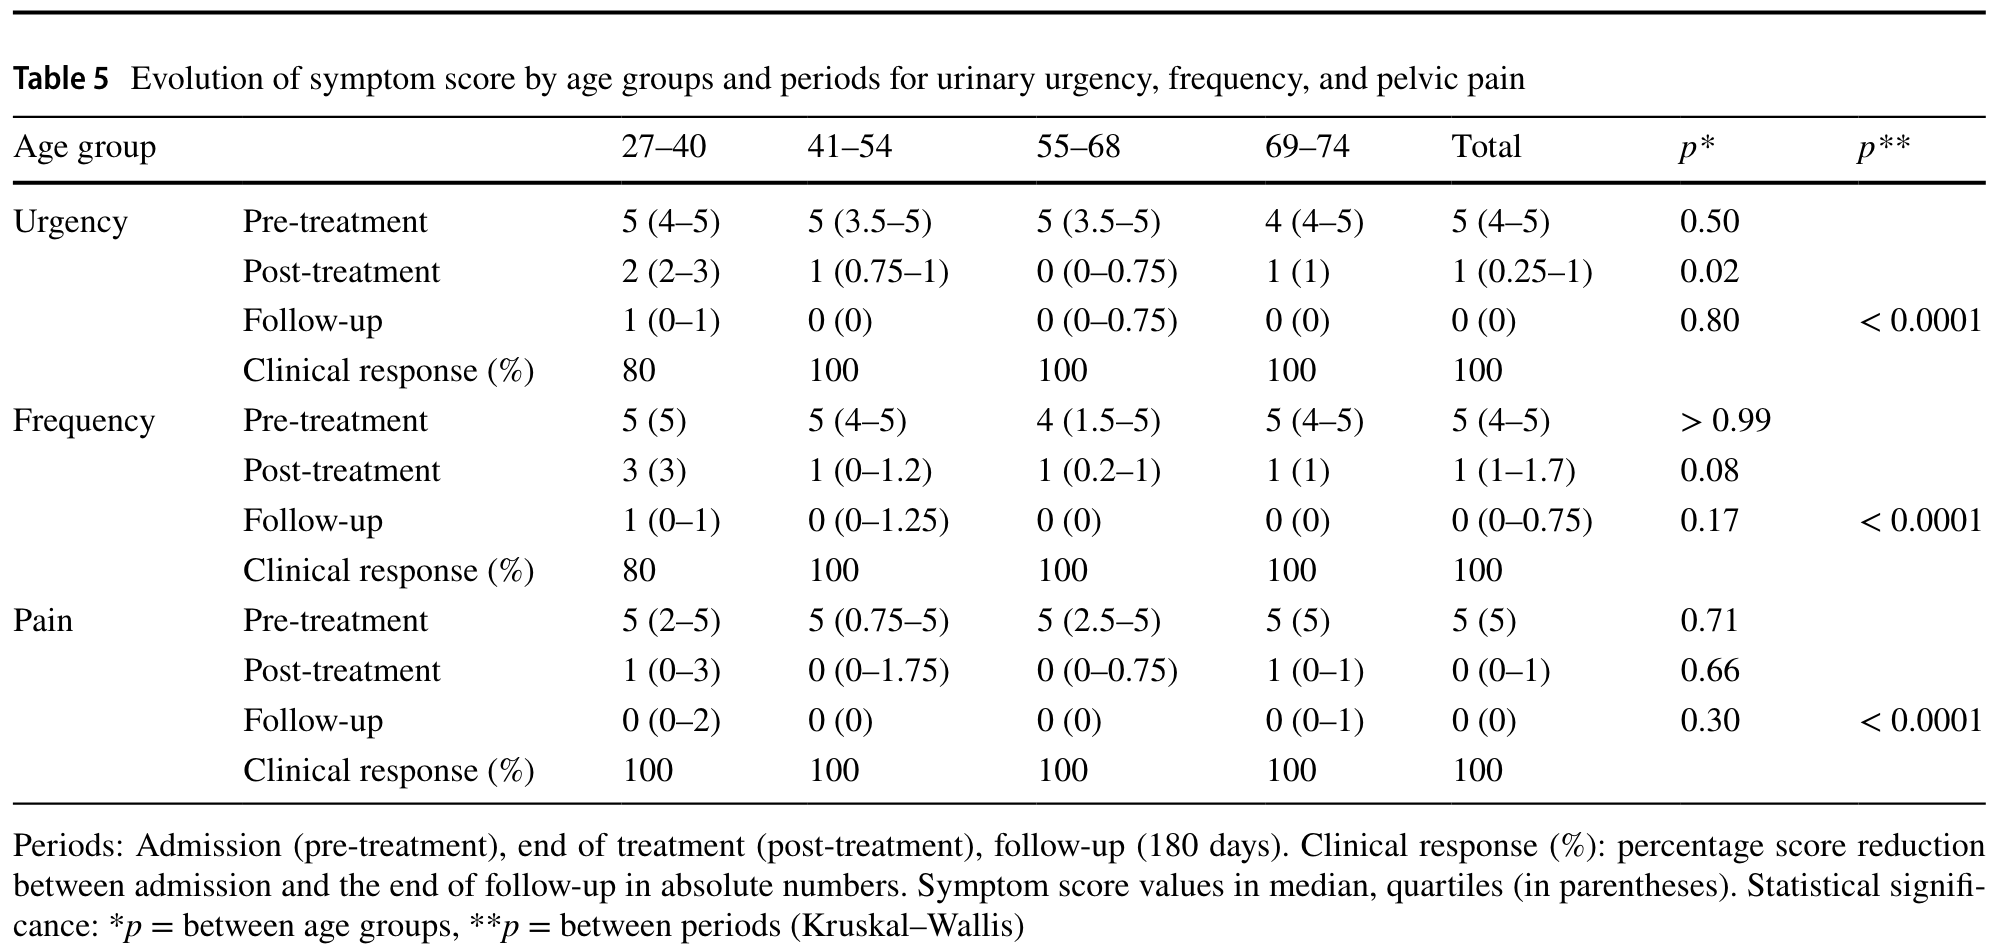 Table 5 Evolution of symptom score by age groups and periods for urinary urgency, frequency, and pelvic pain
Age group 27–40 41–54 55–68 69–74 Total p* p**
Urgency Pre-treatment 5 (4–5) 5 (3.5–5) 5 (3.5–5) 4 (4–5) 5 (4–5) 0.50
Post-treatment 2 (2–3) 1 (0.75–1) 0 (0–0.75) 1 (1) 1 (0.25–1) 0.02
Follow-up 1 (0–1) 0 (0) 0 (0–0.75) 0 (0) 0 (0) 0.80 < 0.0001
Clinical response (%) 80 100 100 100 100
Frequency Pre-treatment 5 (5) 5 (4–5) 4 (1.5–5) 5 (4–5) 5 (4–5) > 0.99
Post-treatment 3 (3) 1 (0–1.2) 1 (0.2–1) 1 (1) 1 (1–1.7) 0.08
Follow-up 1 (0–1) 0 (0–1.25) 0 (0) 0 (0) 0 (0–0.75) 0.17 < 0.0001
Clinical response (%) 80 100 100 100 100
Pain Pre-treatment 5 (2–5) 5 (0.75–5) 5 (2.5–5) 5 (5) 5 (5) 0.71
Post-treatment 1 (0–3) 0 (0–1.75) 0 (0–0.75) 1 (0–1) 0 (0–1) 0.66
Follow-up 0 (0–2) 0 (0) 0 (0) 0 (0–1) 0 (0) 0.30 < 0.0001
Clinical response (%) 100 100 100 100 100
Periods: Admission (pre-treatment), end of treatment (post-treatment), follow-up (180 days). Clinical response (%): percentage score reduction
between admission and the end of follow-up in absolute numbers. Symptom score values in median, quartiles (in parentheses). Statistical signifi-
cance: *p = between age groups, **p = between periods (Kruskal–Wallis)